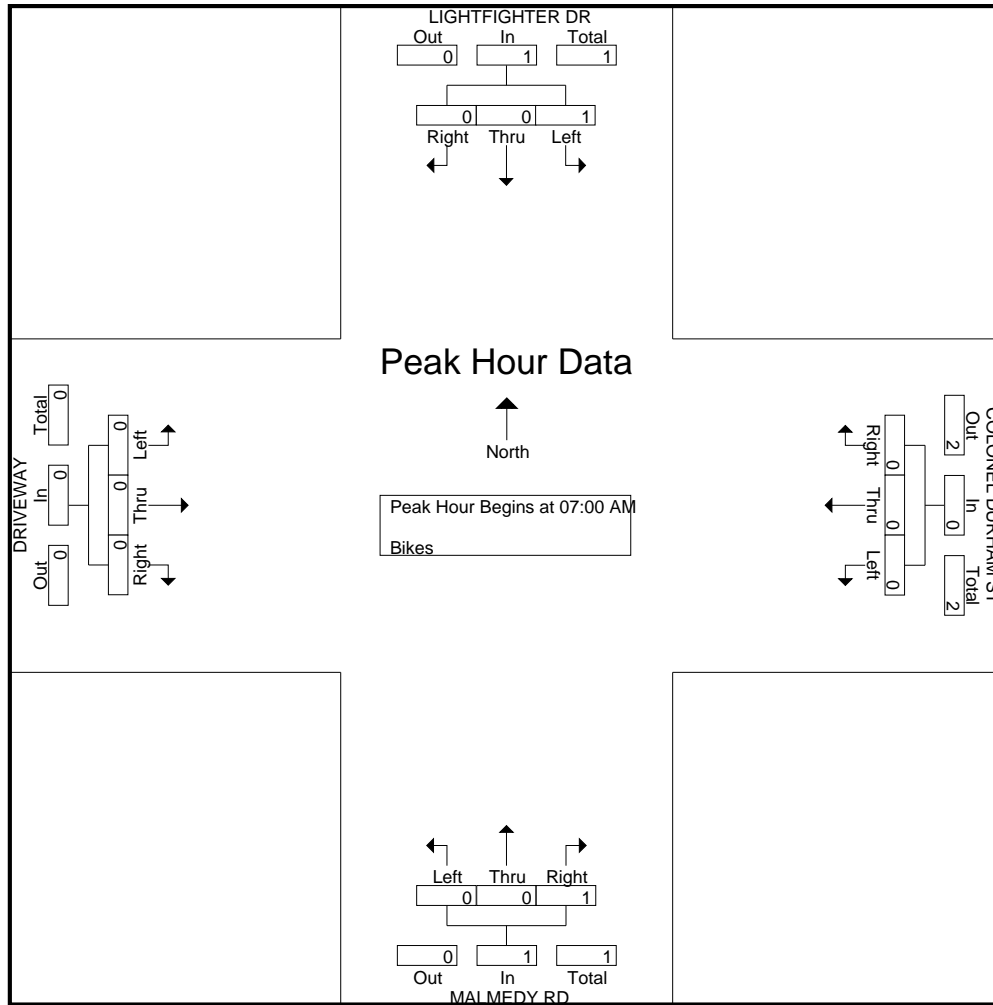 LIGHTFIGHTER DR
Out In Total
0 1 1
0 0 1
Right Thru Left
Peak Hour Data
North
Peak Hour Begins at 07:00 AM
Bikes
DRIVEWAY
Out In Total
0 0 0
Right Thru Left
0 0 0
COLONEL DURHAM ST
Out In Total
2 0 2
Right Thru Left
0 0 0
Left Thru Right
0 0 1
0 1 1
Out In Total
MALMEDY RD